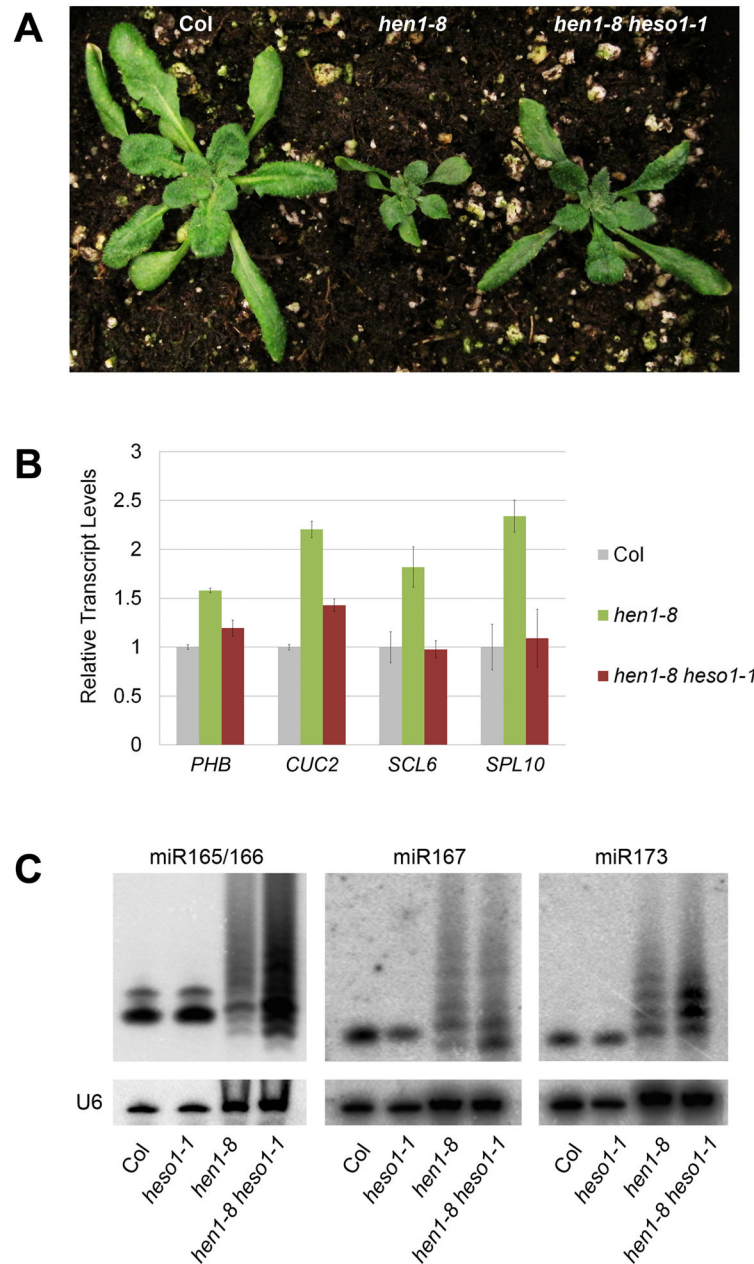 A
Col hen1-8 hen1-8 heso1-1
B
Relative Transcript Levels
3
2.5
2
1.5
1
0.5
0
PHB CUC2 SCL6 SPL10
Col
hen1-8
hen1-8 heso1-1
C
miR165/166 miR167 miR173
U6
Col heso1-1 hen1-8 hen1-8 heso1-1 Col heso1-1 hen1-8 hen1-8 heso1-1 Col heso1-1 hen1-8 hen1-8 heso1-1